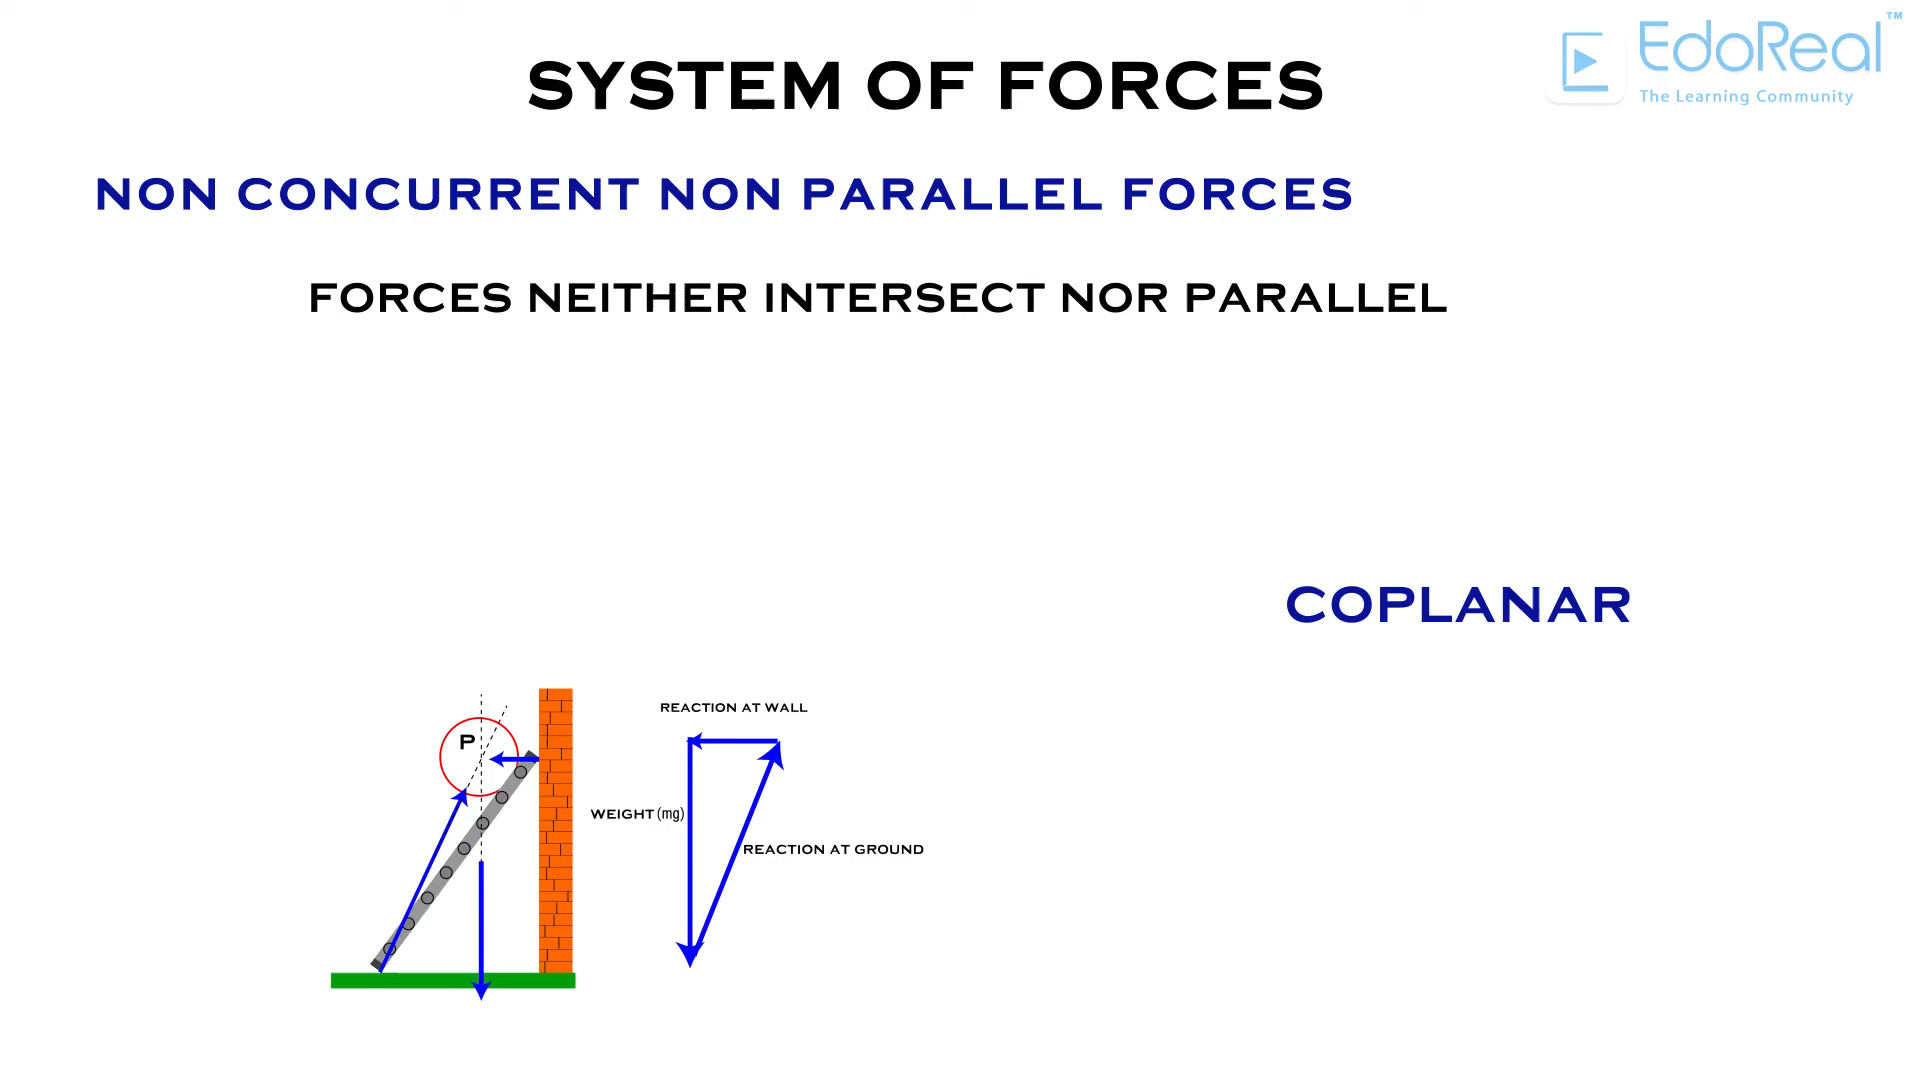 EdoReal™
The Learning Community
SYSTEM OF FORCES
NON CONCURRENT NON PARALLEL FORCES
FORCES NEITHER INTERSECT NOR PARALLEL
COPLANAR
REACTION AT WALL
P
WEIGHT (mg)
REACTION AT GROUND